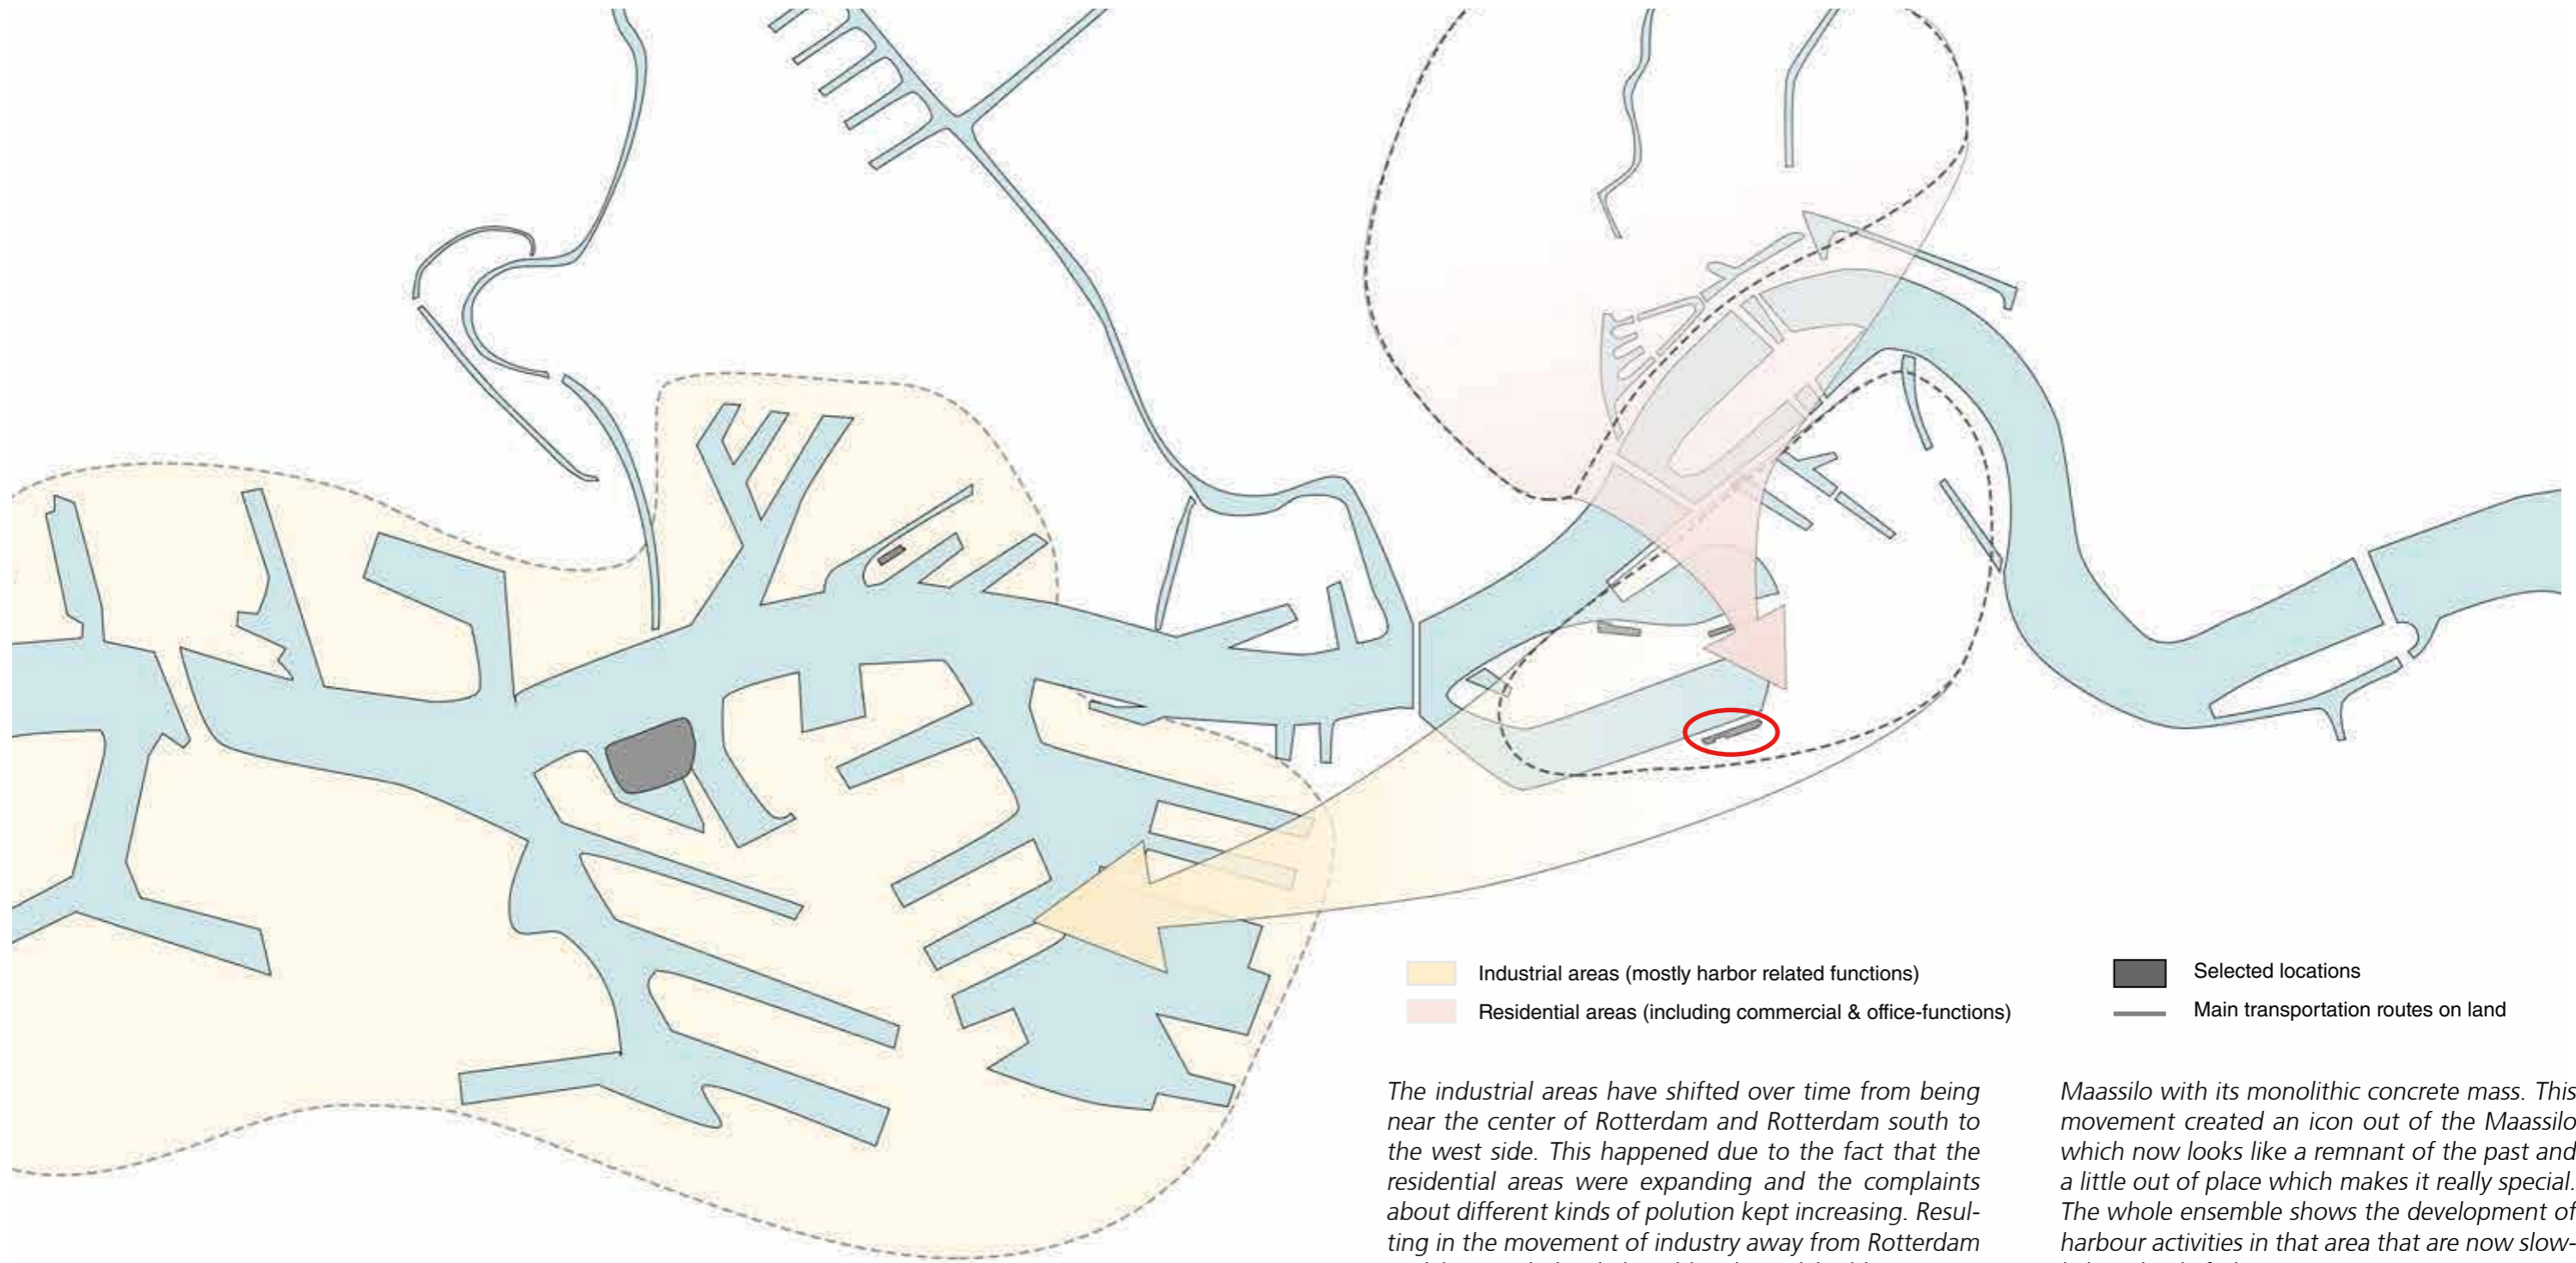 Industrial areas (mostly harbor related functions)
Residential areas (including commercial & office-functions)
Selected locations
Main transportation routes on land
The industrial areas have shifted over time from being
near the center of Rotterdam and Rotterdam south to
the west side. This happened due to the fact that the
residential areas were expanding and the complaints
about different kinds of polution kept increasing. Resul-
ting in the movement of industry away from Rotterdam
Maassilo with its monolithic concrete mass. This
movement created an icon out of the Maassilo
which now looks like a remnant of the past and
a little out of place which makes it really special.
The whole ensemble shows the development of
harbour activities in that area that are now slow-